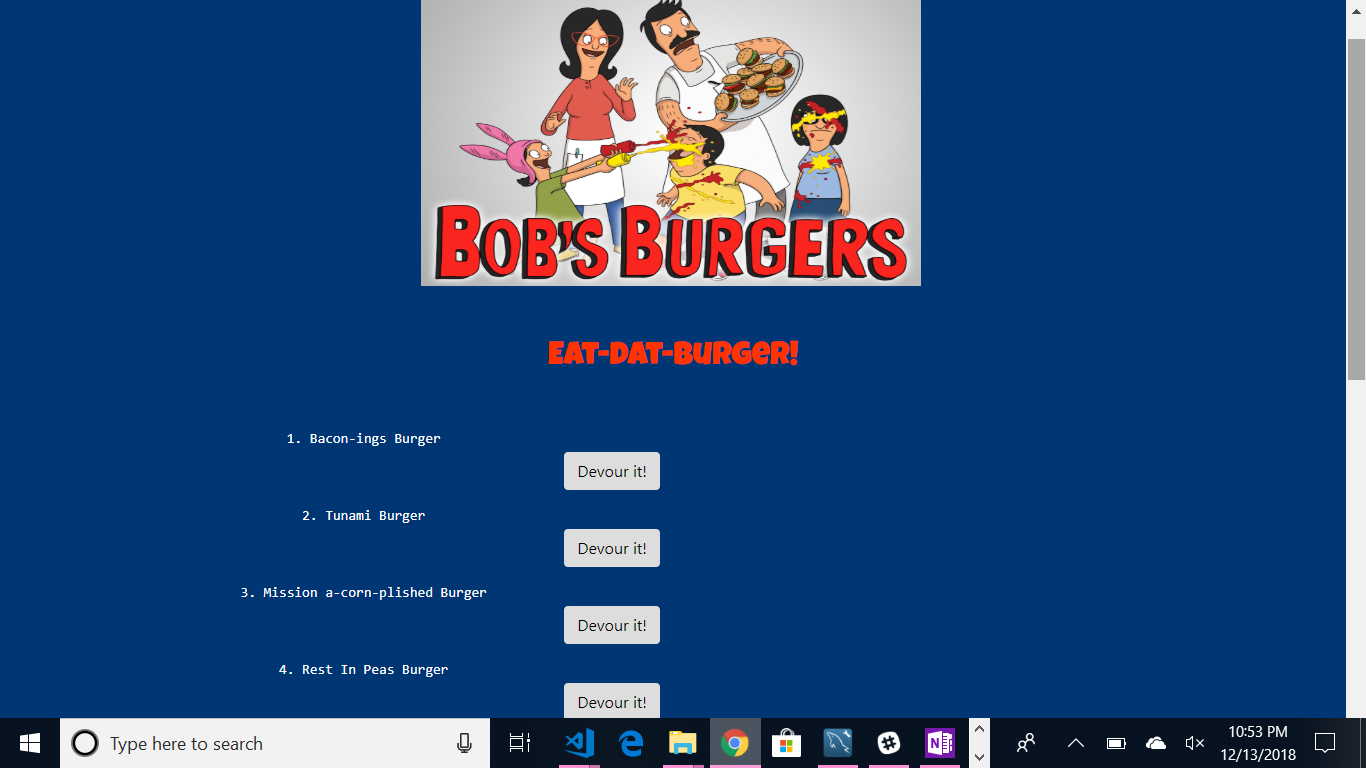 BOB'S BURGERS
EAT-DAT-BURGER!
1. Bacon-ings Burger
Devour it!
2. Tunami Burger
Devour it!
3. Mission a-corn-plished Burger
Devour it!
4. Rest In Peas Burger
Devour it!
Type here to search
N
10:53 PM
12/13/2018